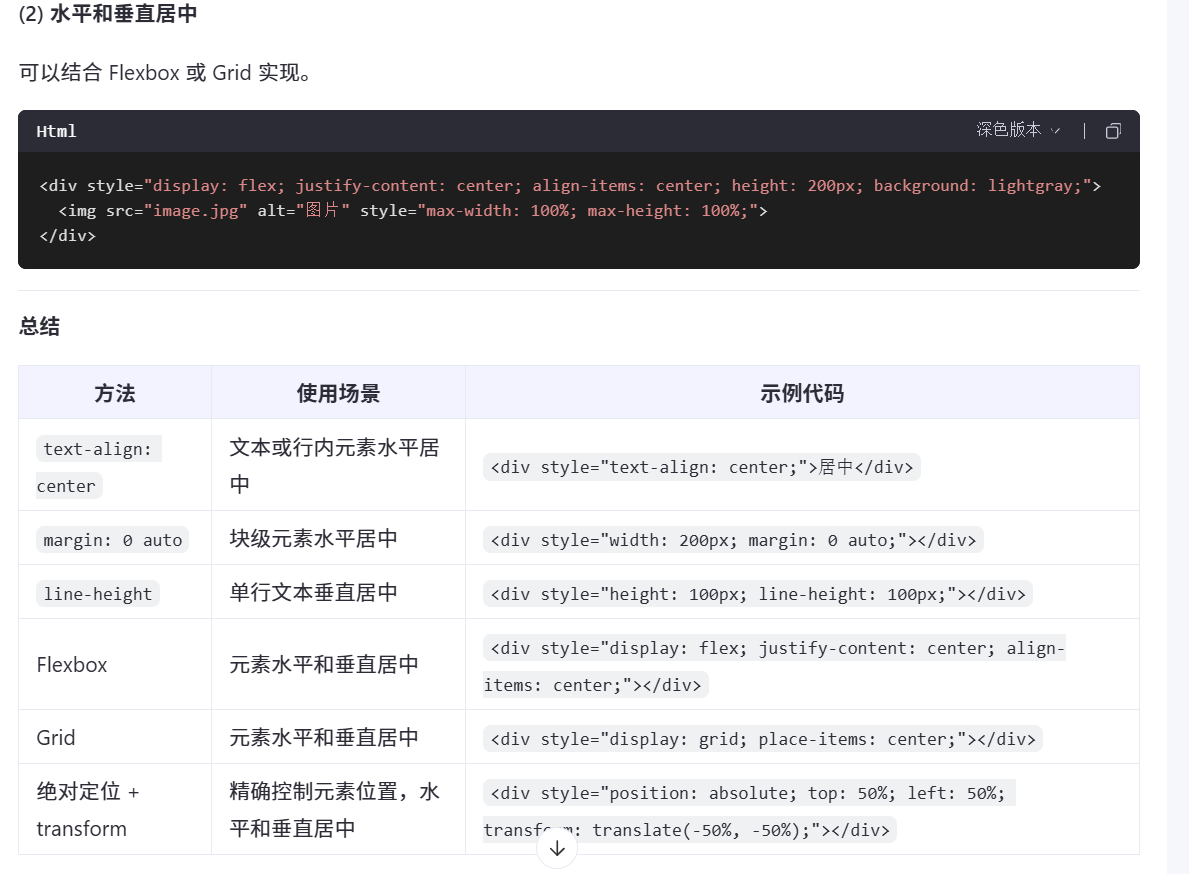 (2) 水平和垂直居中
可以结合 Flexbox 或 Grid 实现。
Html
深色版本
<div style="display: flex; justify-content: center; align-items: center; height: 200px; background: lightgray;">
<img src="image.jpg" alt="图片" style="max-width: 100%; max-height: 100%;">
</div>
总结
方法 使用场景 示例代码
text-align:
center
文本或行内元素水平居
中
<div style="text-align: center;">居中</div>
margin: 0 auto
块级元素水平居中
<div style="width: 200px; margin: 0 auto;"></div>
line-height
单行文本垂直居中
<div style="height: 100px; line-height: 100px;"></div>
Flexbox
元素水平和垂直居中
<div style="display: flex; justify-content: center; align-
items: center;"></div>
Grid
元素水平和垂直居中
<div style="display: grid; place-items: center;"></div>
绝对定位 +
transform
精确控制元素位置，水
平和垂直居中
<div style="position: absolute; top: 50%; left: 50%;
transform: translate(-50%, -50%);"></div>